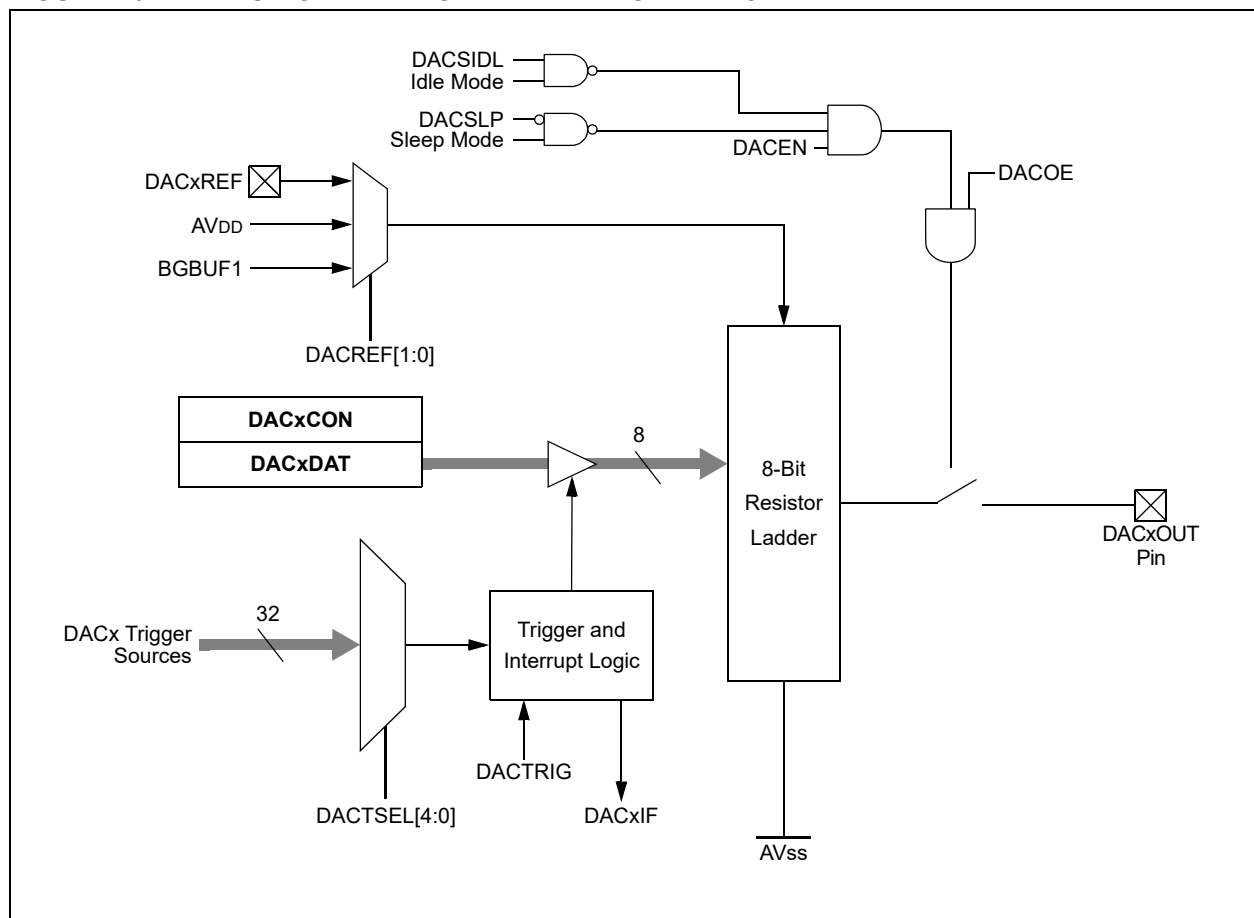 DACSIDL
Idle Mode
DACSLP
Sleep Mode
DACEN
DACOE
DACxREF
AVDD
BGBUF1
DACREF[1:0]
DACxCON
DACxDAT
8
8-Bit
Resistor
Ladder
DACxOUT
Pin
32
DACx Trigger
Sources
Trigger and
Interrupt Logic
DACTRIG
DACTSEL[4:0]
DACxIF
AVss